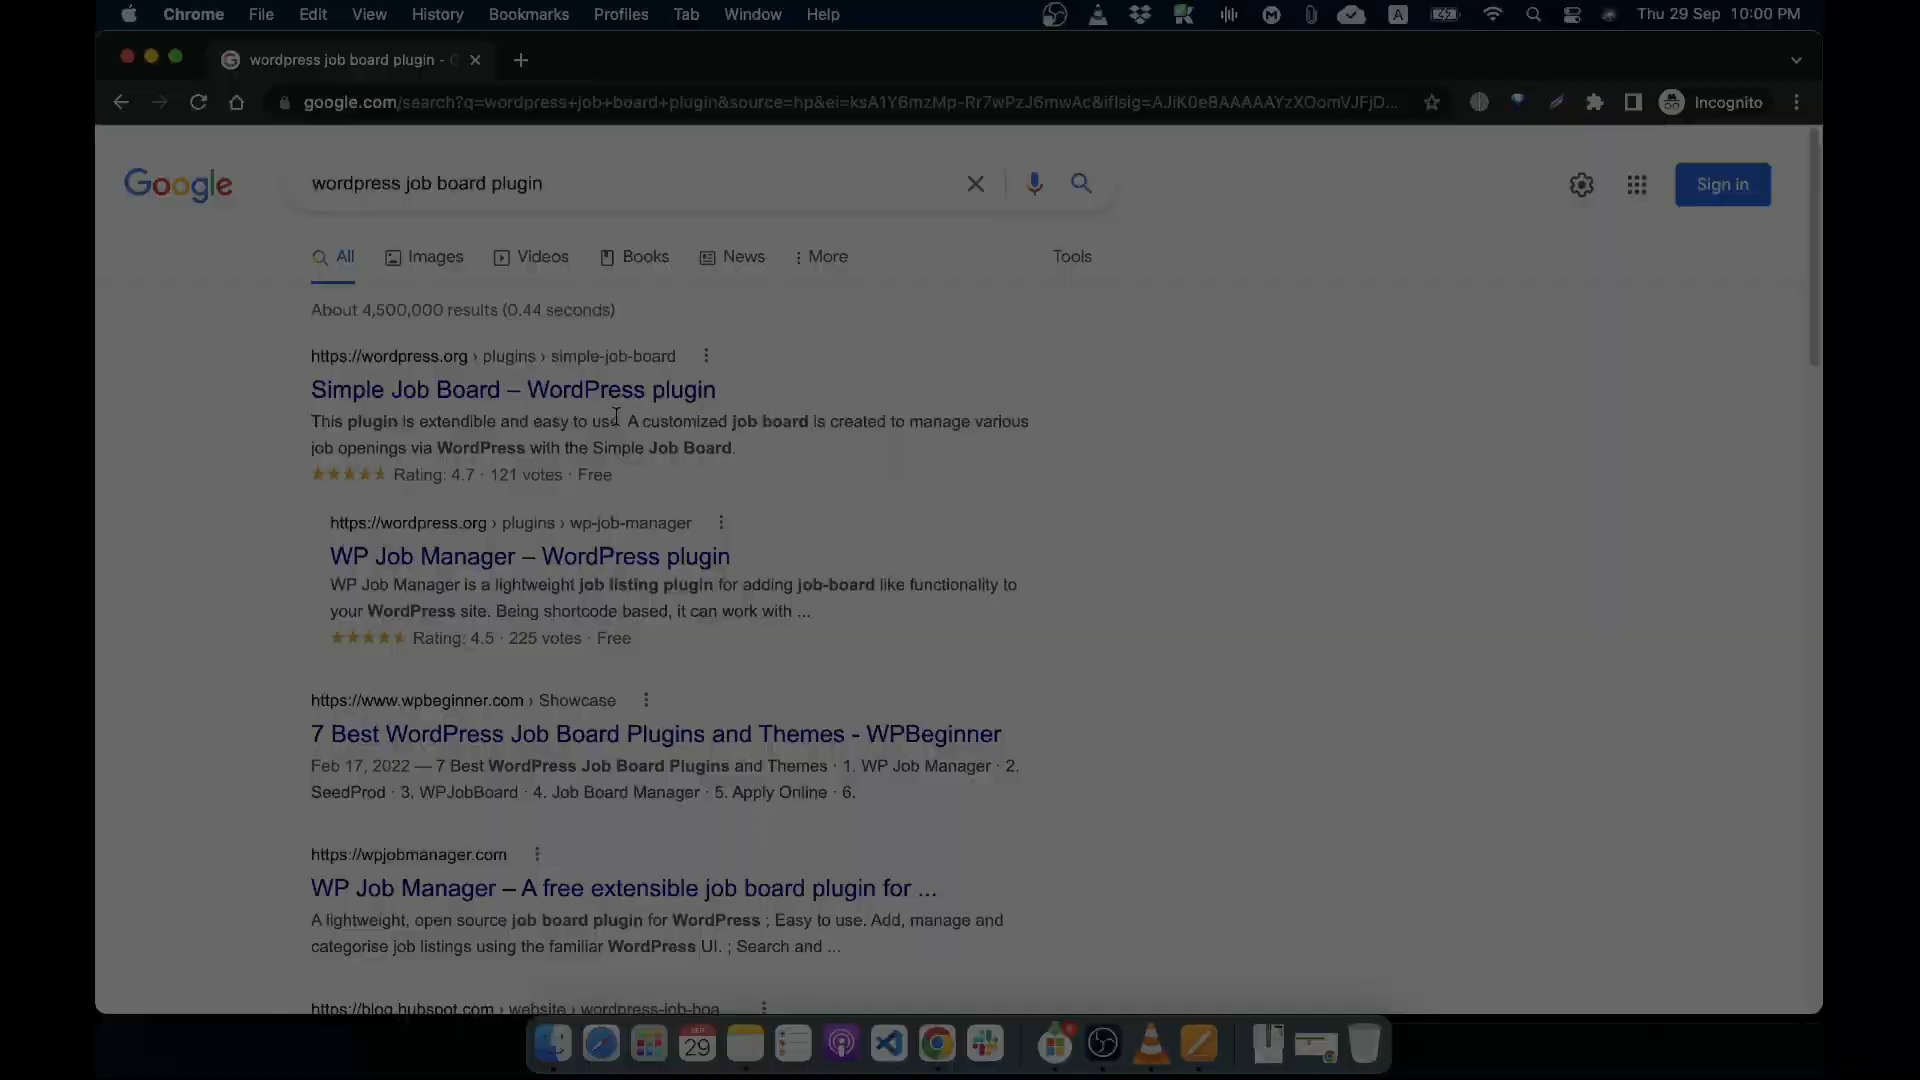 Chrome File Edit View History Bookmarks Profiles Tab Window Help Thu 29 Sep 10:00 PM
wordpress job board plugin -
google.com/search?q=wordpress+job+board+plugin&source=hp&ei=ksA1Y6mzMp-Rr7wPzJ6mwAc&iflsig=AJiK0e8AAAAAYzXOomVJFjD...
Incognito
Google
wordpress job board plugin
Sign in
All Images Videos Books News More Tools
About 4,500,000 results (0.44 seconds)
https://wordpress.org › plugins › simple-job-board
Simple Job Board – WordPress plugin
This plugin is extendible and easy to use. A customized job board is created to manage various
job openings via WordPress with the Simple Job Board.
Rating: 4.7 · 121 votes · Free
https://wordpress.org › plugins › wp-job-manager
WP Job Manager – WordPress plugin
WP Job Manager is a lightweight job listing plugin for adding job-board like functionality to
your WordPress site. Being shortcode based, it can work with ...
Rating: 4.5 · 225 votes · Free
https://www.wpbeginner.com › Showcase
7 Best WordPress Job Board Plugins and Themes - WPBeginner
Feb 17, 2022 — 7 Best WordPress Job Board Plugins and Themes · 1. WP Job Manager · 2.
SeedProd · 3. WPJobBoard · 4. Job Board Manager · 5. Apply Online · 6.
https://wpjobmanager.com
WP Job Manager – A free extensible job board plugin for ...
A lightweight, open source job board plugin for WordPress ; Easy to use. Add, manage and
categorise job listings using the familiar WordPress UI. ; Search and ...
https://blog.hubspot.com › website › wordpress-job-boa...
SEP
29